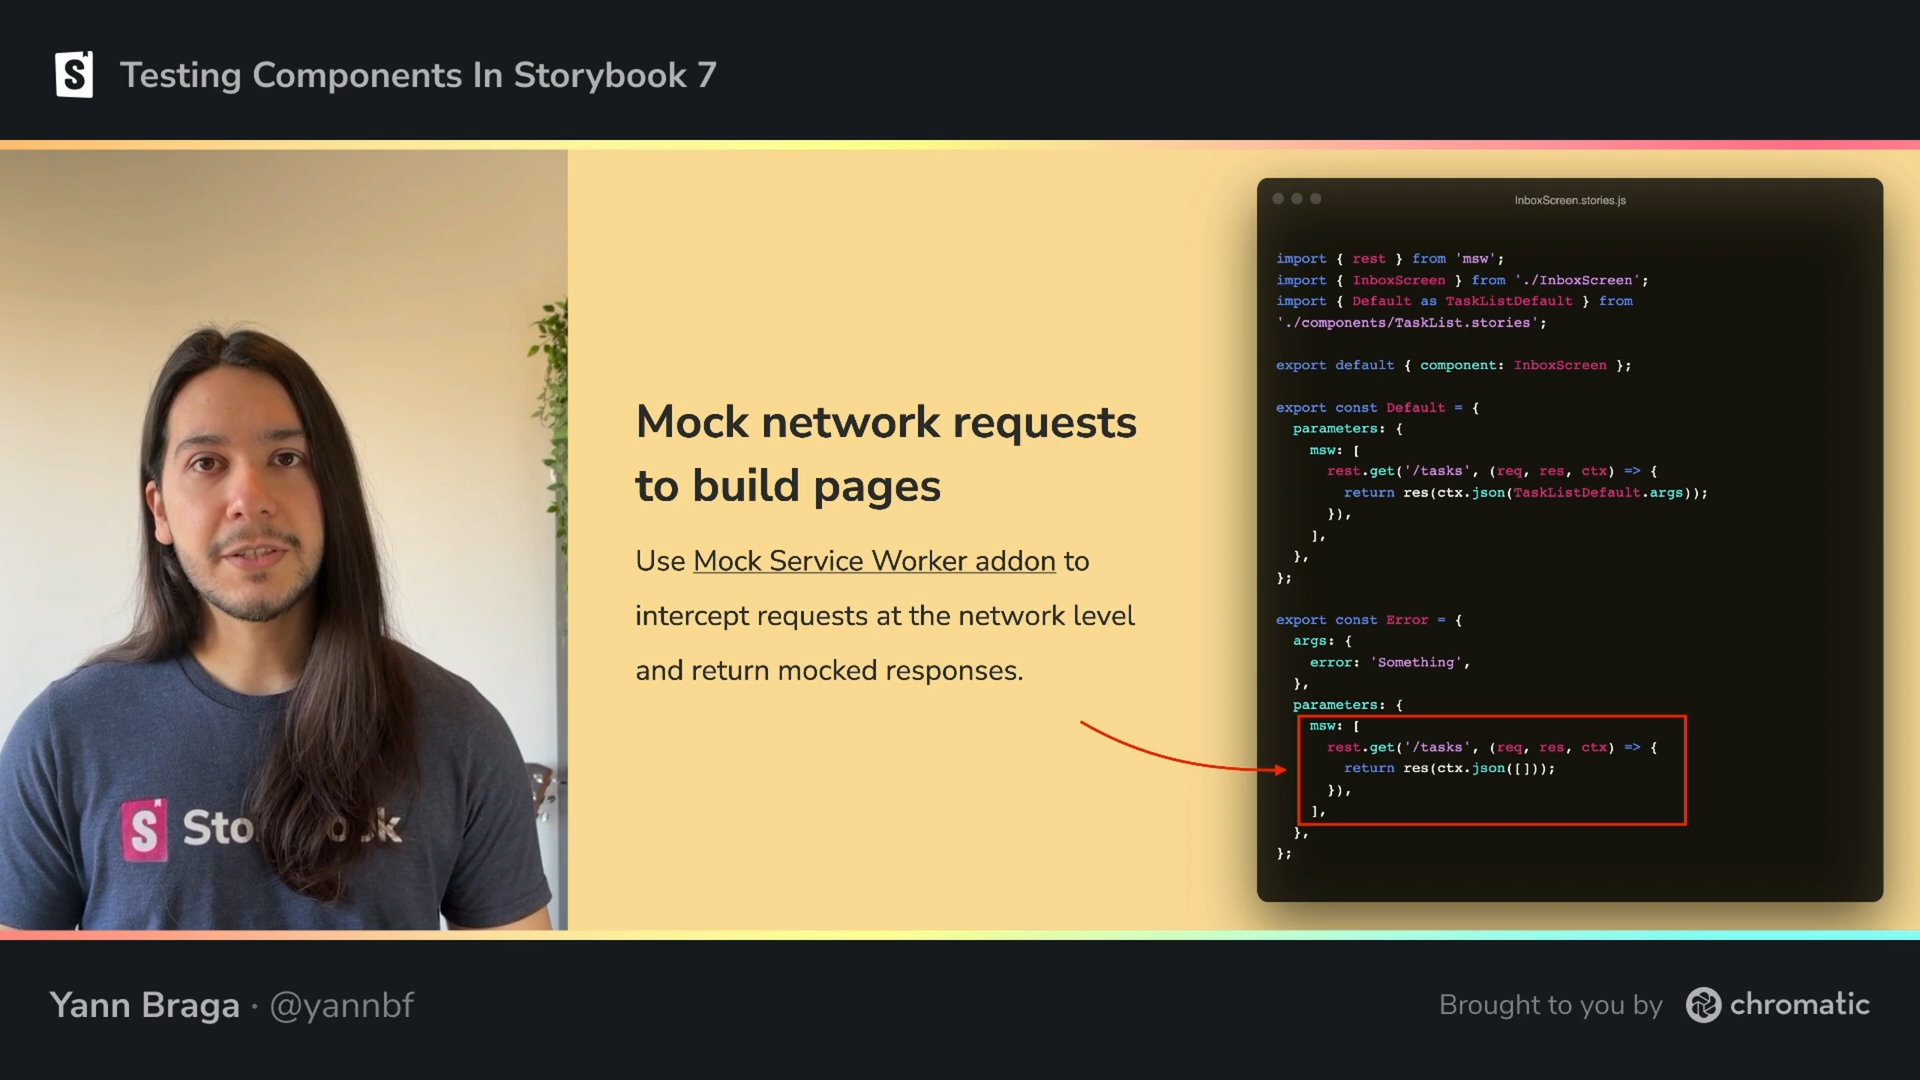 S Testing Components In Storybook 7
Mock network requests
to build pages
Use Mock Service Worker addon to
intercept requests at the network level
and return mocked responses.
InboxScreen.stories.js
import { rest } from 'msw';
import { InboxScreen } from './InboxScreen';
import { Default as TaskListDefault } from
'./components/TaskList.stories';
export default { component: InboxScreen };
export const Default = {
  parameters: {
    msw: [
      rest.get('/tasks', (req, res, ctx) => {
        return res(ctx.json(TaskListDefault.args));
      }),
    ],
  },
};
export const Error = {
  args: {
    error: 'Something',
  },
  parameters: {
    msw: [
      rest.get('/tasks', (req, res, ctx) => {
        return res(ctx.json([]));
      }),
    ],
  },
};
S Sto ok
Yann Braga · @yannbf
Brought to you by chromatic